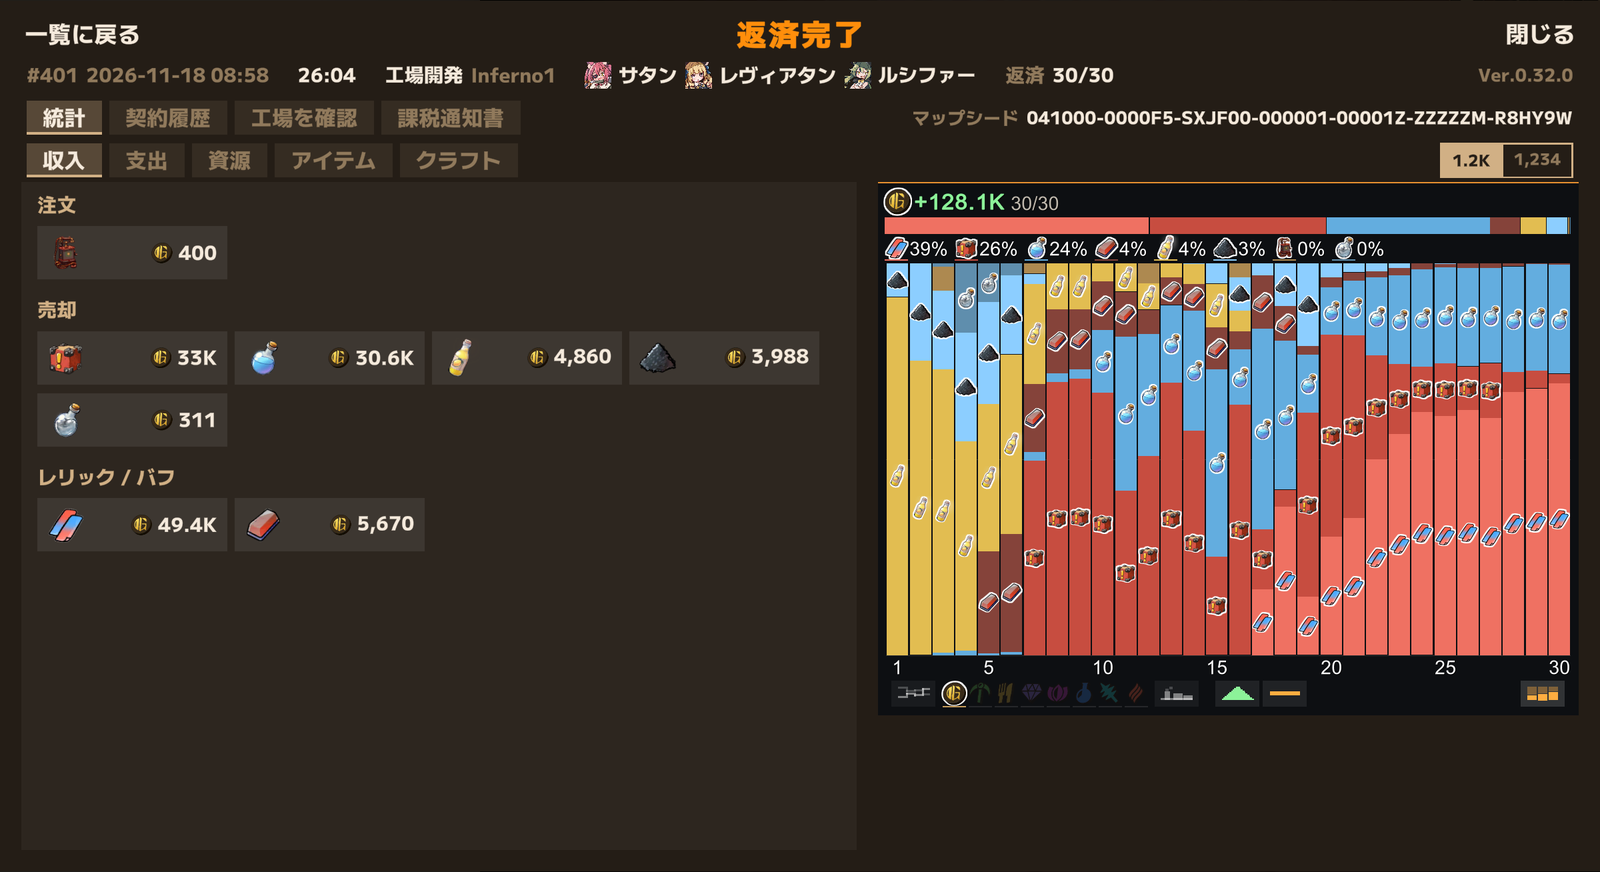 一覧に戻る
返済完了
閉じる
#401 2026-11-18 08:58 26:04 工場開発 Inferno1 サタン レヴィアタン ルシファー 返済 30/30 Ver.0.32.0
統計 契約履歴 工場を確認 課税通知書
マップシード 041000-0000F5-SXJF00-000001-00001Z-ZZZZZM-R8HY9W
収入 支出 資源 アイテム クラフト
1.2K 1,234
注文
400
売却
33K 30.6K 4,860 3,988
311
レリック / バフ
49.4K 5,670
+128.1K 30/30
39% 26% 24% 4% 4% 3% 0% 0%
1 5 10 15 20 25 30